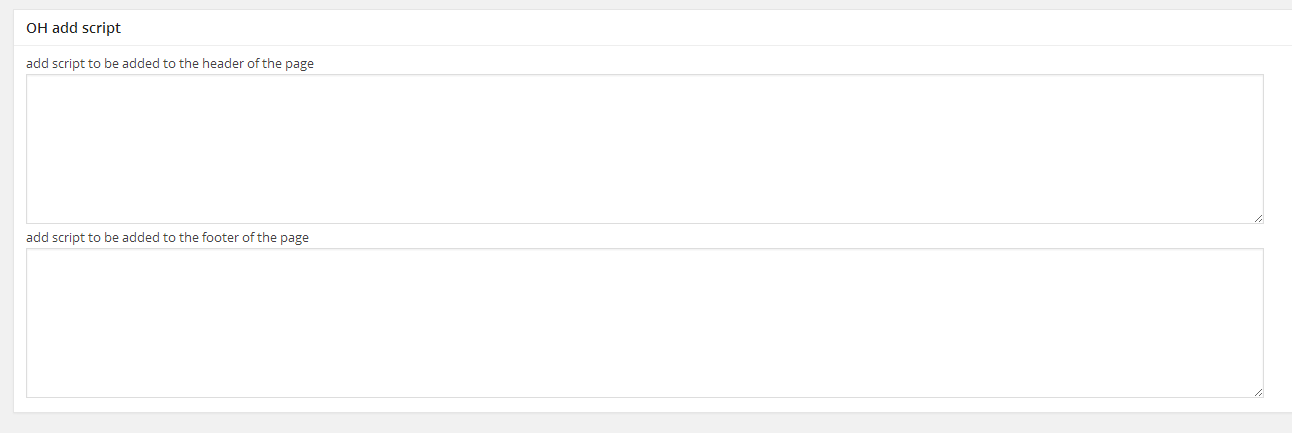 OH add script
add script to be added to the header of the page
add script to be added to the footer of the page